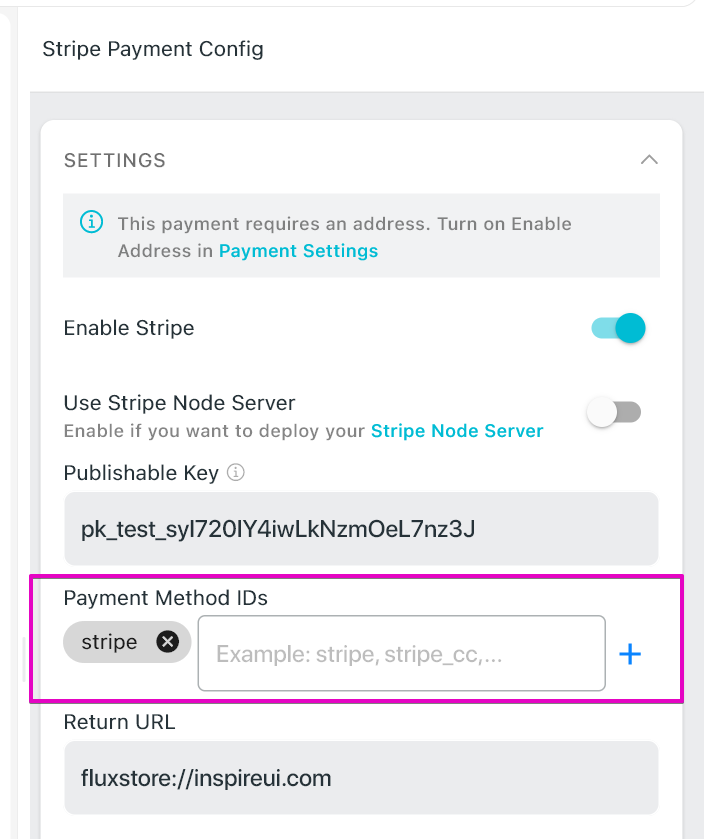 Stripe Payment Config
SETTINGS
This payment requires an address. Turn on Enable
Address in Payment Settings
Enable Stripe
Use Stripe Node Server
Enable if you want to deploy your Stripe Node Server
Publishable Key
pk_test_syI720IY4iwLkNzmOeL7nz3J
Payment Method IDs
stripe
Example: stripe, stripe_cc,...
Return URL
fluxstore://inspireui.com